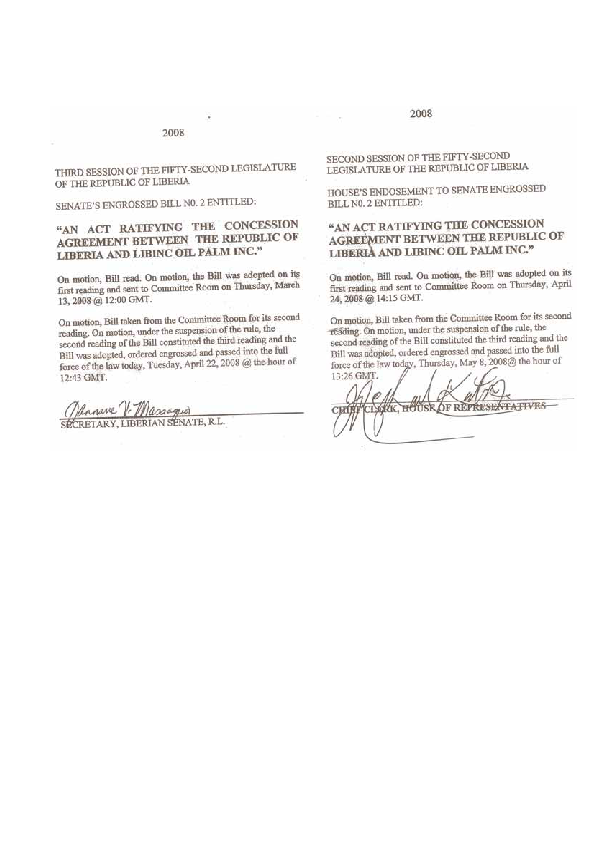 2008
THIRD SESSION OF THE FIFTY-SECOND LEGISLATURE
OF THE REPUBLIC OF LIBERIA
SENATE'S ENGROSSED BILL NO. 2 ENTITLED:
"AN ACT RATIFYING THE CONCESSION
AGREEMENT BETWEEN THE REPUBLIC OF
LIBERIA AND LIBINC OIL PALM INC."
On motion, Bill read. On motion, the Bill was adopted on its
first reading and sent to Committee Room on Thursday, March
13, 2008 @ 12:00 GMT.
On motion, Bill taken from the Committee Room for its second
reading. On motion, under the suspension of the rule, the
second reading of the Bill constituted the third reading and the
Bill was adopted, ordered engrossed and passed into the full
force of the law today, Tuesday, April 22, 2008 @ the hour of
12:43 GMT.
SECRETARY, LIBERIAN SENATE, R.L.
2008
SECOND SESSION OF THE FIFTY-SECOND
LEGISLATURE OF THE REPUBLIC OF LIBERIA
HOUSE'S ENDOSEMENT TO SENATE ENGROSSED
BILL NO. 2 ENTITLED:
"AN ACT RATIFYING THE CONCESSION
AGREEMENT BETWEEN THE REPUBLIC OF
LIBERIA AND LIBINC OIL PALM INC."
On motion, Bill read. On motion, the Bill was adopted on its
first reading and sent to Committee Room on Thursday, April
24, 2008 @ 14:15 GMT.
On motion, Bill taken from the Committee Room for its second
reading. On motion, under the suspension of the rule, the
second reading of the Bill constituted the third reading and the
Bill was adopted, ordered engrossed and passed into the full
force of the law today, Thursday, May 8, 2008@ the hour of
13:26 GMT.
CHIEF CLERK, HOUSE OF REPRESENTATIVES